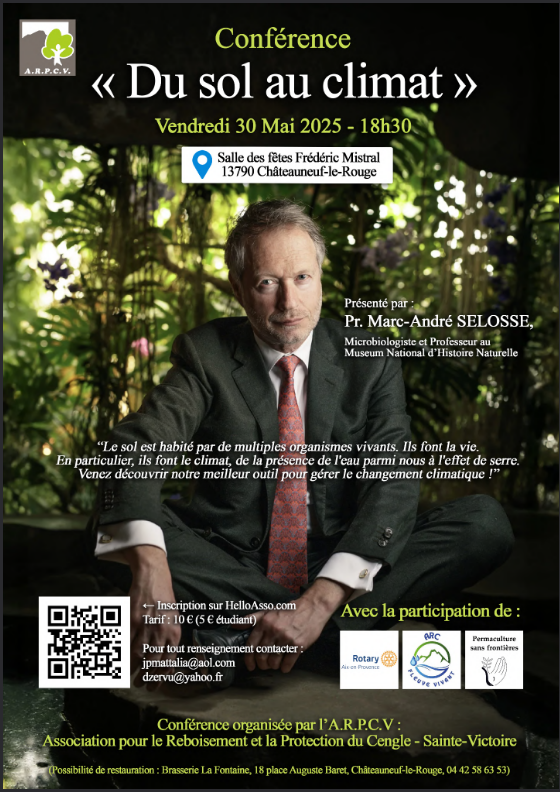 A.R.P.C.V.
Conférence
« Du sol au climat »
Vendredi 30 Mai 2025 - 18h30
Salle des fêtes Frédéric Mistral
13790 Châteauneuf-le-Rouge
Présenté par :
Pr. Marc-André SELOSSE,
Microbiologiste et Professeur au
Museum National d’Histoire Naturelle
“Le sol est habité par de multiples organismes vivants. Ils font la vie.
En particulier, ils font le climat, de la présence de l'eau parmi nous à l'effet de serre.
Venez découvrir notre meilleur outil pour gérer le changement climatique !”
← Inscription sur HelloAsso.com
Tarif : 10 € (5 € étudiant)
Pour tout renseignement contacter :
jpmattalia@aol.com
dzervu@yahoo.fr
Avec la participation de :
Rotary
Aix en Provence
ARC
FLEUVE VIVANT
Permaculture
sans frontières
Conférence organisée par l’A.R.P.C.V :
Association pour le Reboisement et la Protection du Cengle - Sainte-Victoire
(Possibilité de restauration : Brasserie La Fontaine, 18 place Auguste Baret, Châteauneuf-le-Rouge, 04 42 58 63 53)